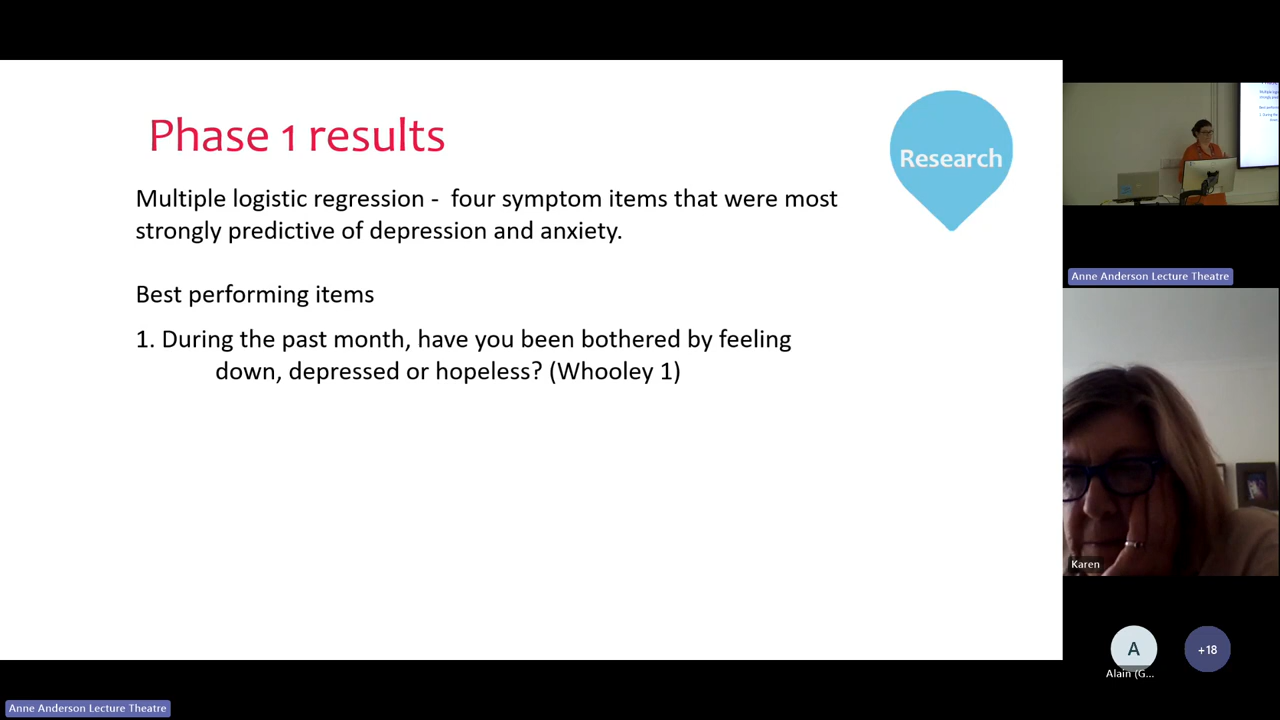 Phase 1 results
Research
Multiple logistic regression -  four symptom items that were most
strongly predictive of depression and anxiety.
Best performing items
1. During the past month, have you been bothered by feeling
down, depressed or hopeless? (Whooley 1)
Anne Anderson Lecture Theatre
Karen
A
+18
Alain (G...
Anne Anderson Lecture Theatre